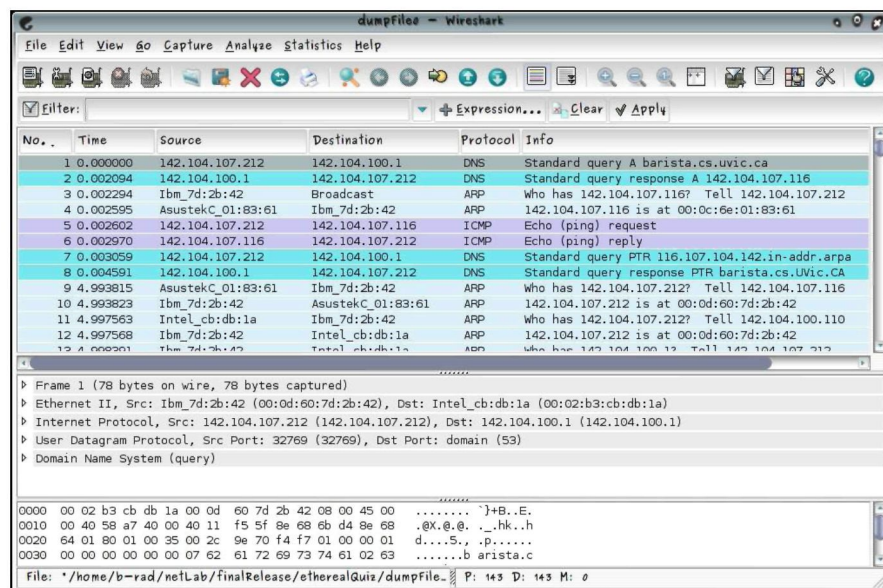 dumpFile0 - Wireshark
File Edit View Go Capture Analyze Statistics Help
Filter: Expression... Clear Apply
No. . Time Source Destination Protocol Info
1 0.000000 142.104.107.212 142.104.100.1 DNS Standard query A barista.cs.uvic.ca
2 0.002094 142.104.100.1 142.104.107.212 DNS Standard query response A 142.104.107.116
3 0.002294 Ibm_7d:2b:42 Broadcast ARP Who has 142.104.107.116? Tell 142.104.107.212
4 0.002595 AsustekC_01:83:61 Ibm_7d:2b:42 ARP 142.104.107.116 is at 00:0c:6e:01:83:61
5 0.002602 142.104.107.212 142.104.107.116 ICMP Echo (ping) request
6 0.002970 142.104.107.116 142.104.107.212 ICMP Echo (ping) reply
7 0.003059 142.104.107.212 142.104.100.1 DNS Standard query PTR 116.107.104.142.in-addr.arpa
8 0.004591 142.104.100.1 142.104.107.212 DNS Standard query response PTR barista.cs.UVic.CA
9 4.993815 AsustekC_01:83:61 Ibm_7d:2b:42 ARP Who has 142.104.107.212? Tell 142.104.107.116
10 4.993823 Ibm_7d:2b:42 AsustekC_01:83:61 ARP 142.104.107.212 is at 00:0d:60:7d:2b:42
11 4.997563 Intel_cb:db:1a Ibm_7d:2b:42 ARP Who has 142.104.107.212? Tell 142.104.100.110
12 4.997568 Ibm_7d:2b:42 Intel_cb:db:1a ARP 142.104.107.212 is at 00:0d:60:7d:2b:42
13 4.998391 Ibm_7d:2b:42 Intel_cb:db:1a ARP Who has 142.104.100.1? Tell 142.104.107.212
Frame 1 (78 bytes on wire, 78 bytes captured)
Ethernet II, Src: Ibm_7d:2b:42 (00:0d:60:7d:2b:42), Dst: Intel_cb:db:1a (00:02:b3:cb:db:1a)
Internet Protocol, Src: 142.104.107.212 (142.104.107.212), Dst: 142.104.100.1 (142.104.100.1)
User Datagram Protocol, Src Port: 32769 (32769), Dst Port: domain (53)
Domain Name System (query)
0000 00 02 b3 cb db 1a 00 0d 60 7d 2b 42 08 00 45 00 ........ `}+B..E.
0010 00 40 58 a7 40 00 40 11 f5 5f 8e 68 6b d4 8e 68 .@X.@.@. ._.hk..h
0020 64 01 80 01 00 35 00 2c 9e 70 f4 f7 01 00 00 01 d....5., .p......
0030 00 00 00 00 00 00 07 62 61 72 69 73 74 61 02 63 .......b arista.c
File: "/home/b-rad/netLab/finalRelease/etherealQuiz/dumpFile_ P: 143 D: 143 M: 0